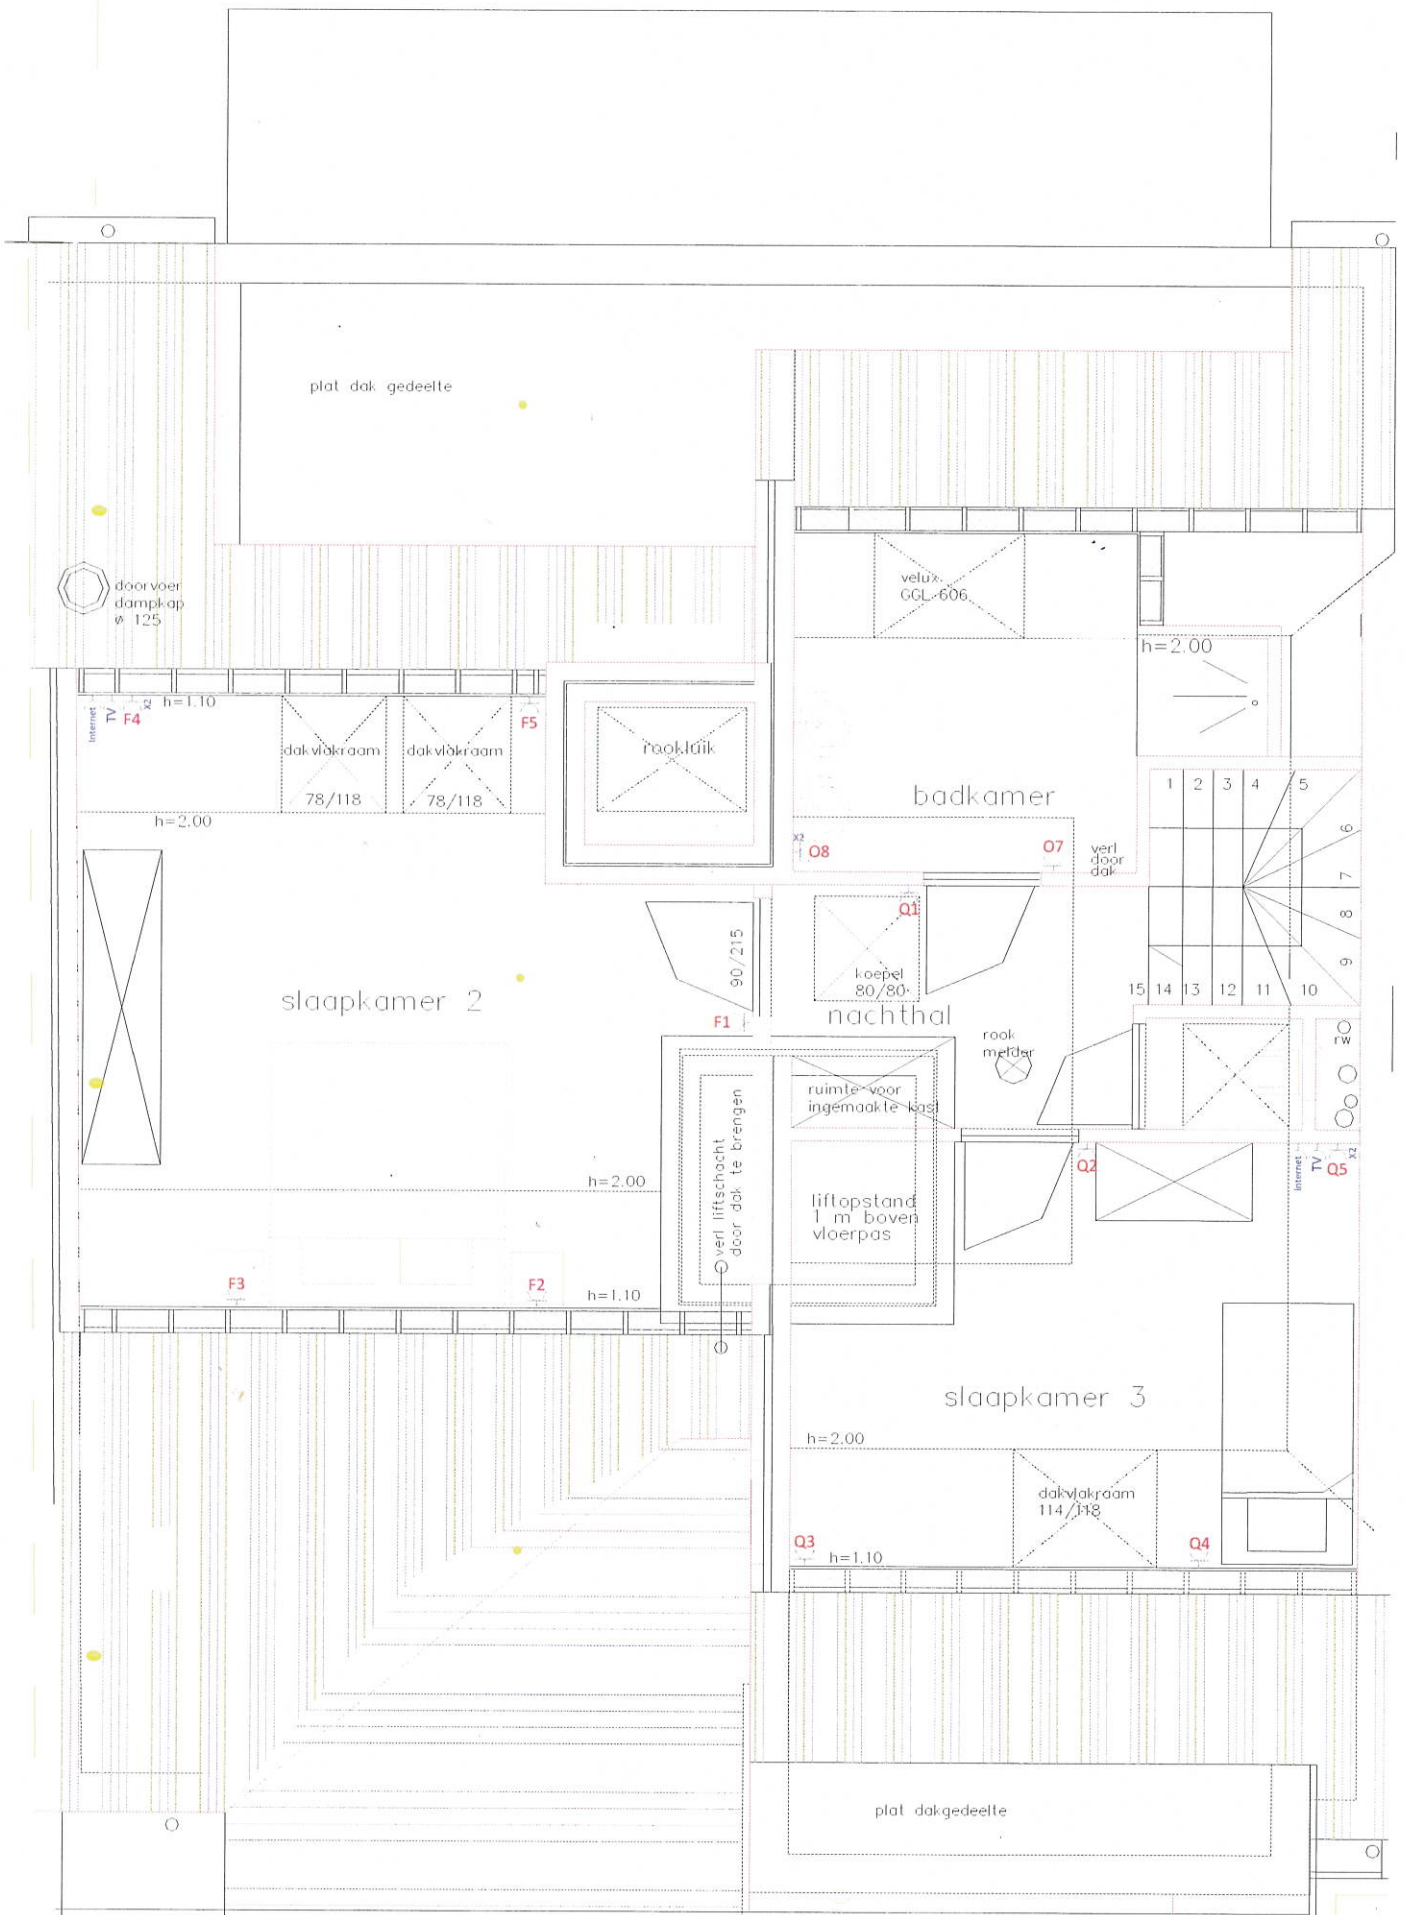 plat dak gedeelte
velux
GGL 606
doorvoer
dampkap
ø 125
h=2.00
Internet
TV
F4
X2
h=1.10
F5
dakvlakraam
78/118
dakvlakraam
78/118
rookluik
h=2.00
badkamer
1 2 3 4 5
6
7
8
9
15 14 13 12 11 10
X2
O8
O7
verl
door
dak
Q1
90/215
koepel
80/80
slaapkamer 2
F1
nachthal
rook
melder
rw
ruimte voor
ingemaakte kast
verl liftschacht
door dak te brengen
Q2
Internet
TV
Q5
X2
h=2.00
liftopstand
1 m boven
vloerpas
F3
F2
h=1.10
slaapkamer 3
h=2.00
dakvlakraam
114/118
Q3
h=1.10
Q4
plat dakgedeelte